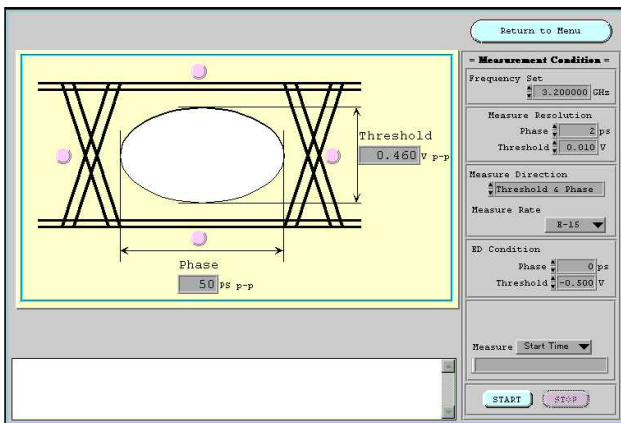 Return to Menu
= Measurement Condition =
Frequency Set
3.200000 GHz
Measure Resolution
Phase 2 ps
Threshold 0.010 V
Measure Direction
Threshold & Phase
Measure Rate
E-15
ED Condition
Phase 0 ps
Threshold -0.500 V
Measure Start Time
START STOP
Threshold
0.460 V p-p
Phase
50 PS p-p